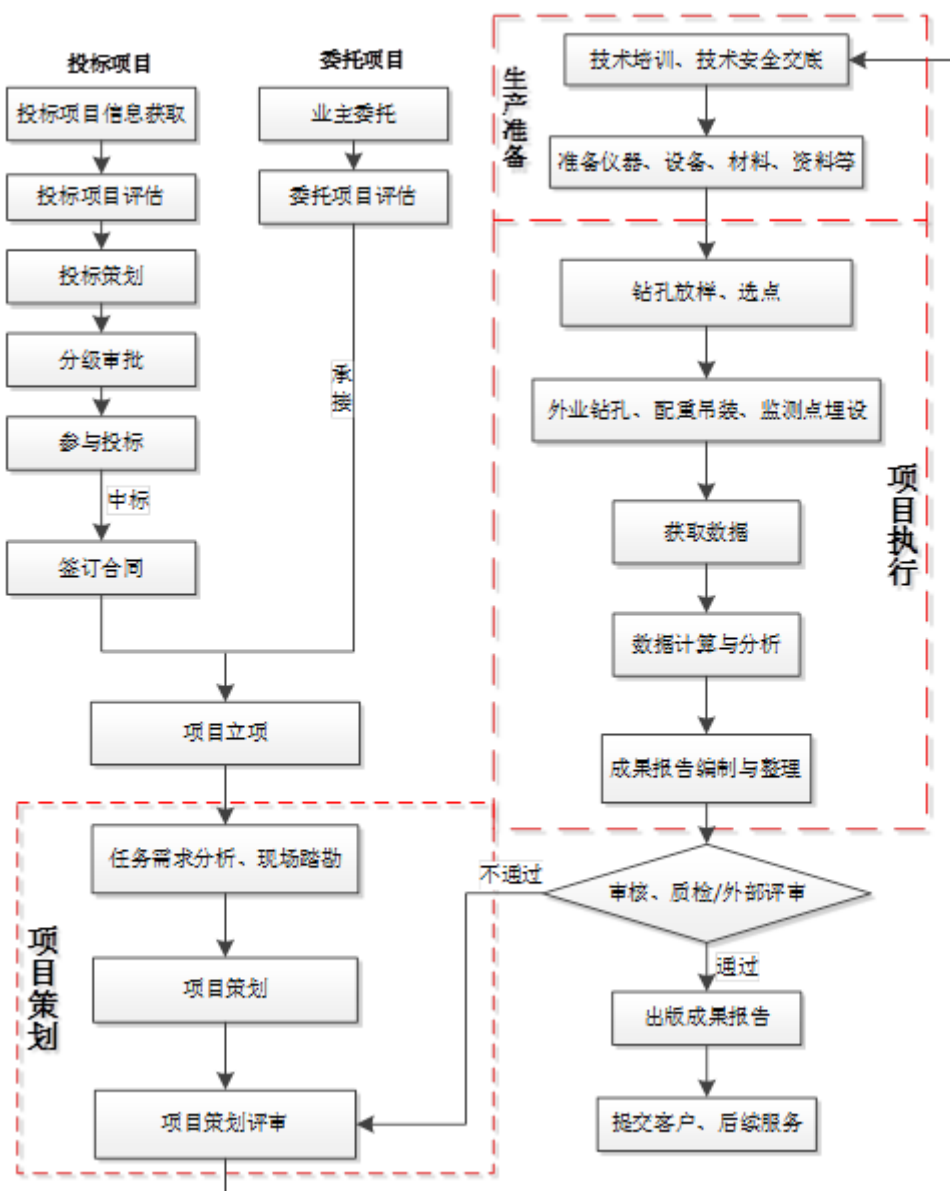 投标项目
投标项目信息获取
投标项目评估
投标策划
分级审批
参与投标
中标
签订合同
委托项目
业主委托
委托项目评估
承接
项目立项
项目策划
任务需求分析、现场踏勘
项目策划
项目策划评审
生产准备
技术培训、技术安全交底
准备仪器、设备、材料、资料等
项目执行
钻孔放样、选点
外业钻孔、配重吊装、监测点埋设
获取数据
数据计算与分析
成果报告编制与整理
审核、质检/外部评审
不通过
通过
出版成果报告
提交客户、后续服务